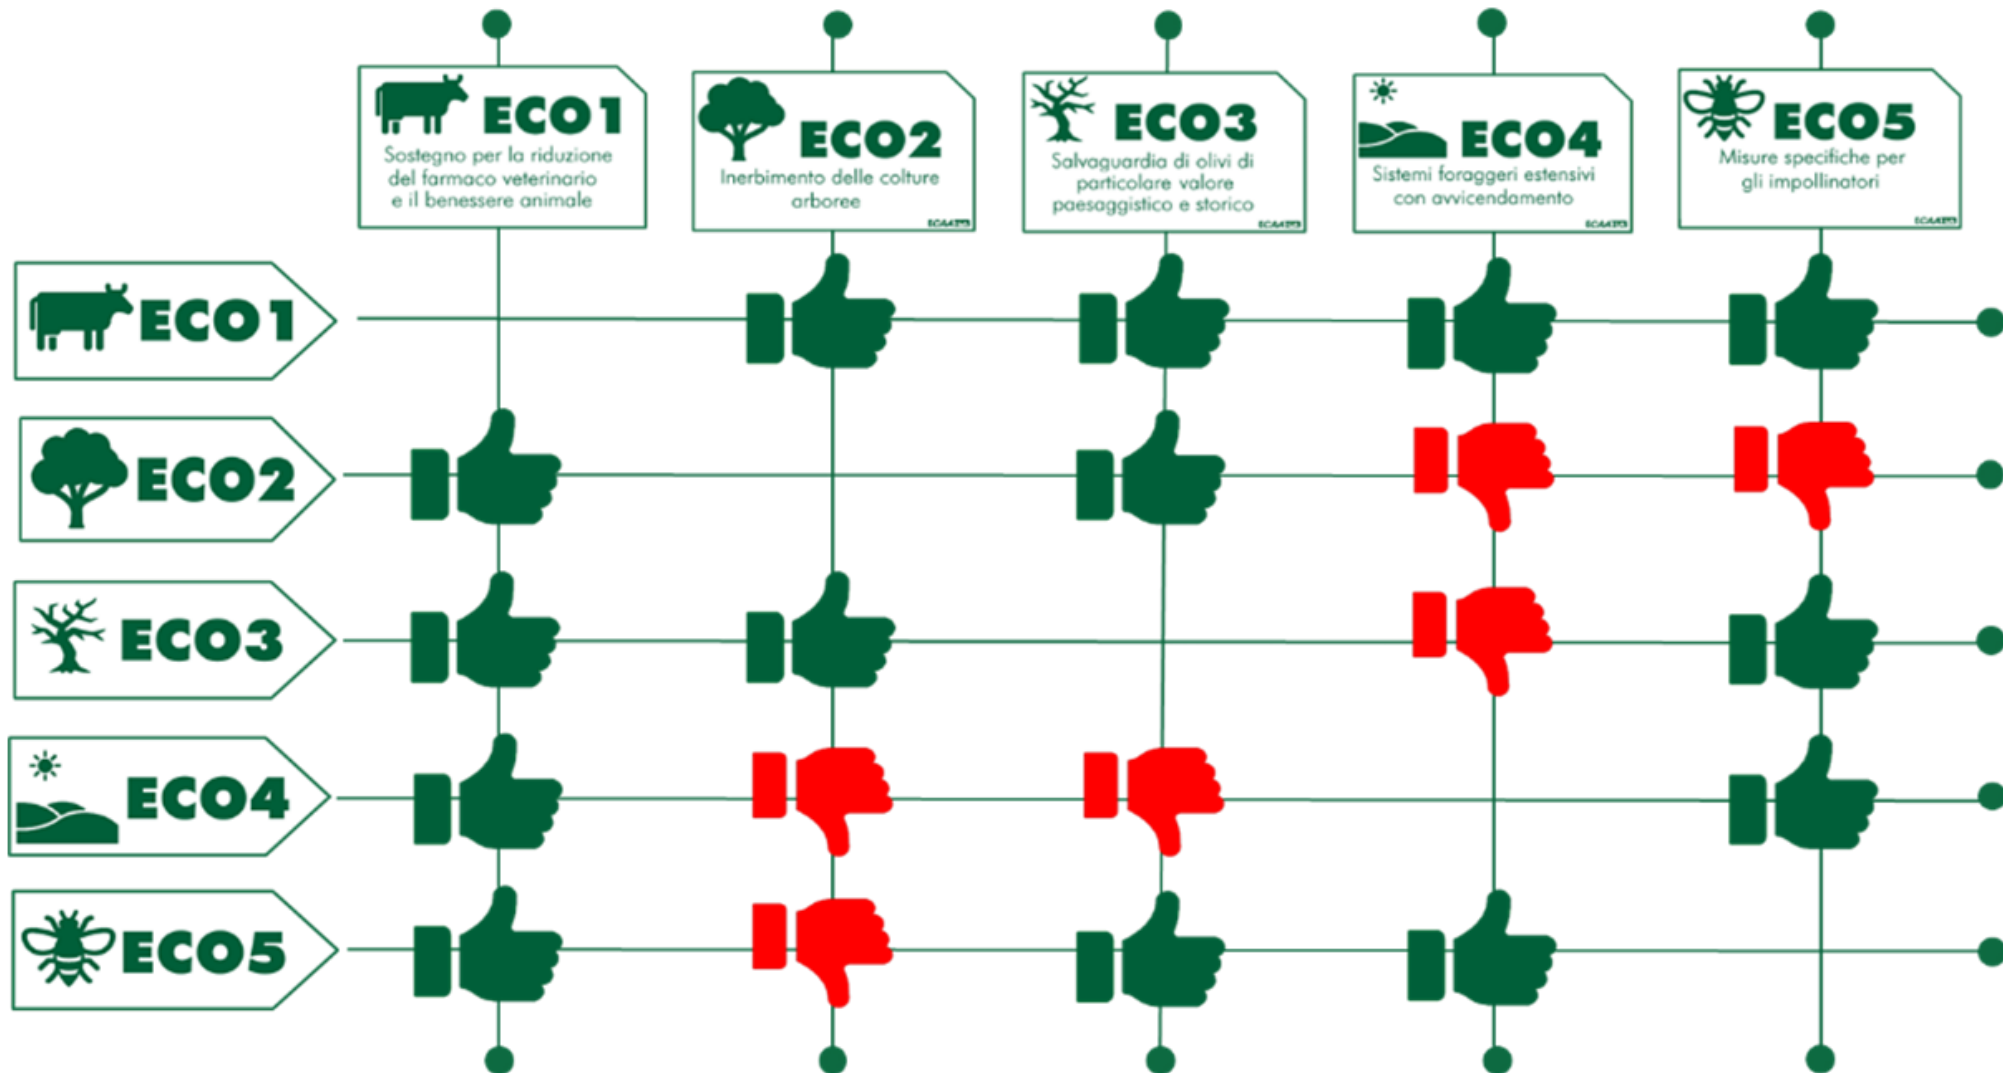 ECO1
Sostegno per la riduzione
del farmaco veterinario
e il benessere animale
ECO2
Inerbimento delle colture
arboree
ECO3
Salvaguardia di olivi di
particolare valore
paesaggistico e storico
ECO4
Sistemi foraggeri estensivi
con avvicendamento
ECO5
Misure specifiche per
gli impollinatori
ECO1
ECO2
ECO3
ECO4
ECO5